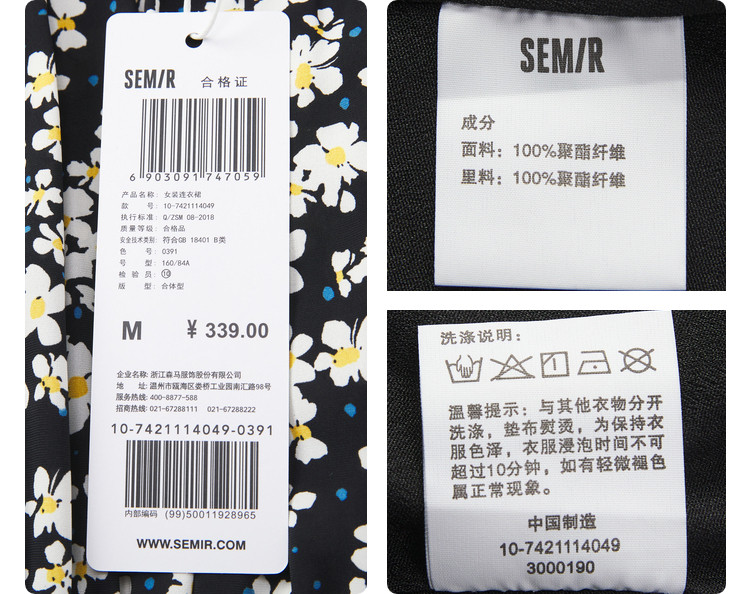 SEMIR 合格证
6 903091 747059
产品名称: 女装连衣裙
款 号: 10-7421114049
执行标准: Q/ZSM 08-2018
质量等级: 合格品
安全技术类别: 符合GB 18401 B类
色 号: 0391
号 型: 160/84A
检 验 员: ⑩
版 型: 合体型
M ¥ 339.00
企业名称: 浙江森马服饰股份有限公司
地 址: 温州市瓯海区娄桥工业园南汇路98号
服务热线: 400-8877-588
招商热线: 021-67288111 021-67288222
10-7421114049-0391
内部编码 (99)50011928965
WWW.SEMIR.COM
SEMIR
成分
面料: 100%聚酯纤维
里料: 100%聚酯纤维
洗涤说明:
温馨提示: 与其他衣物分开
洗涤, 垫布熨烫, 为保持衣
服色泽, 衣服浸泡时间不可
超过10分钟, 如有轻微褪色
属正常现象。
中国制造
10-7421114049
3000190